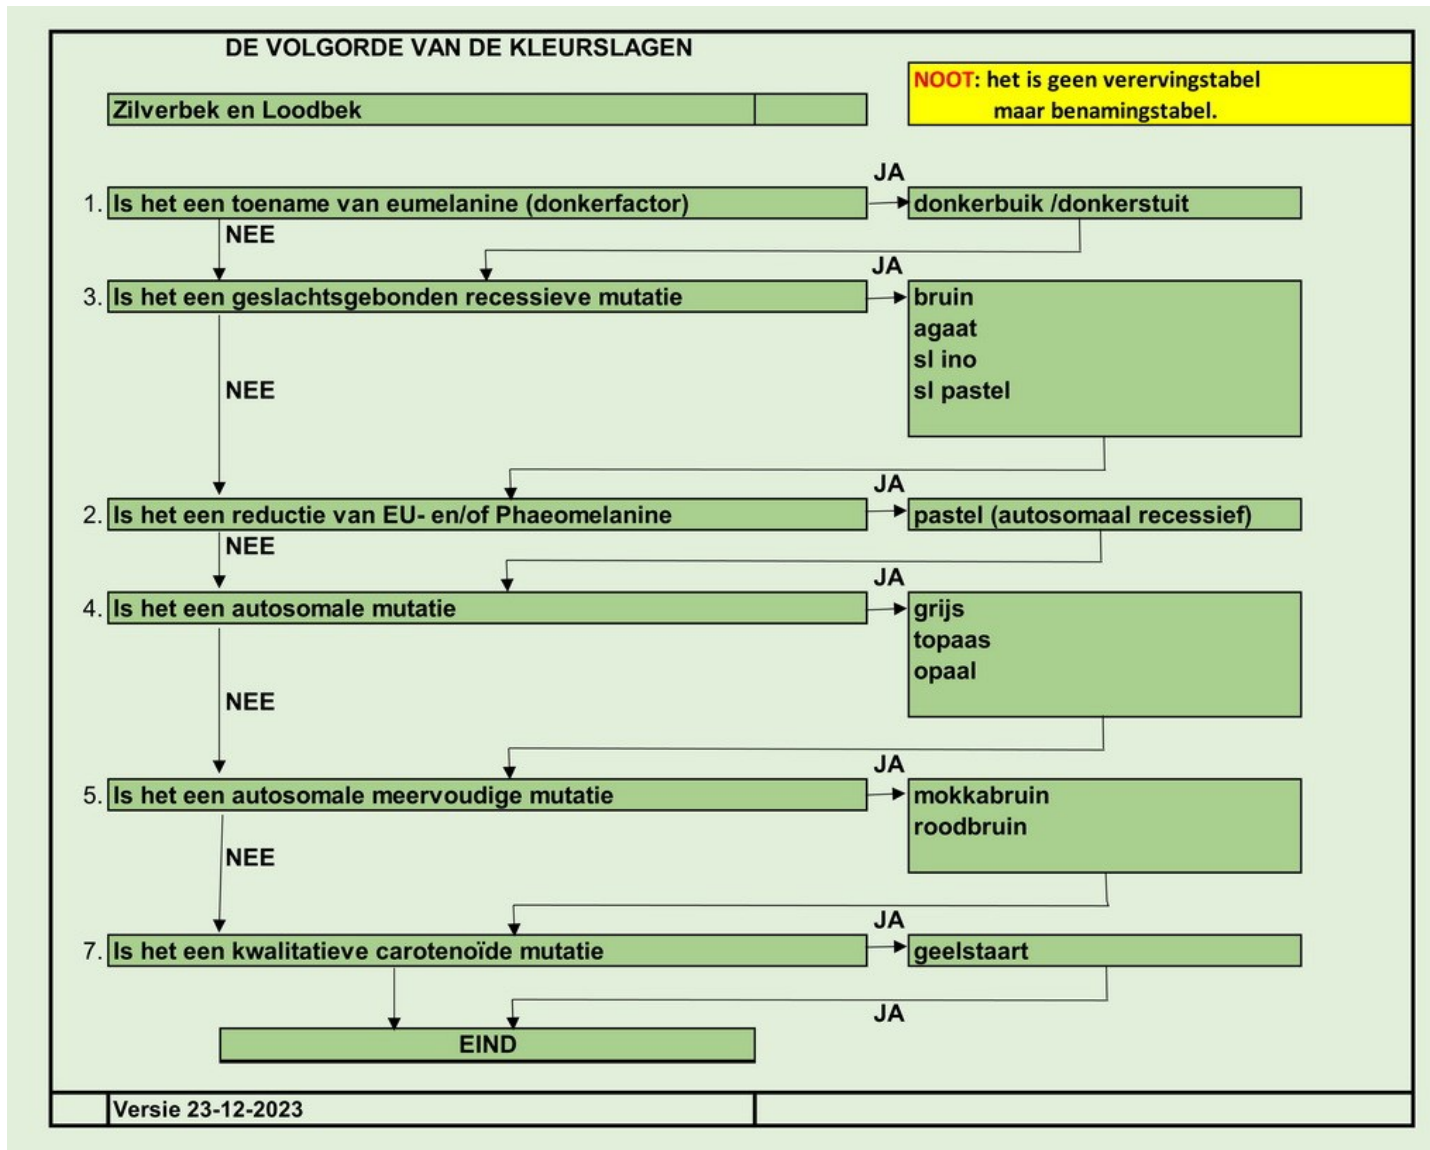 DE VOLGORDE VAN DE KLEURSLAGEN
NOOT: het is geen verervingstabel
maar benamingstabel.
Zilverbek en Loodbek
JA
1. Is het een toename van eumelanine (donkerfactor)
donkerbuik /donkerstuit
NEE
JA
3. Is het een geslachtsgebonden recessieve mutatie
bruin
agaat
sl ino
sl pastel
NEE
JA
2. Is het een reductie van EU- en/of Phaeomelanine
pastel (autosomaal recessief)
NEE
JA
4. Is het een autosomale mutatie
grijs
topaas
opaal
NEE
JA
5. Is het een autosomale meervoudige mutatie
mokkabruin
roodbruin
NEE
JA
7. Is het een kwalitatieve carotenoïde mutatie
geelstaart
JA
EIND
Versie 23-12-2023